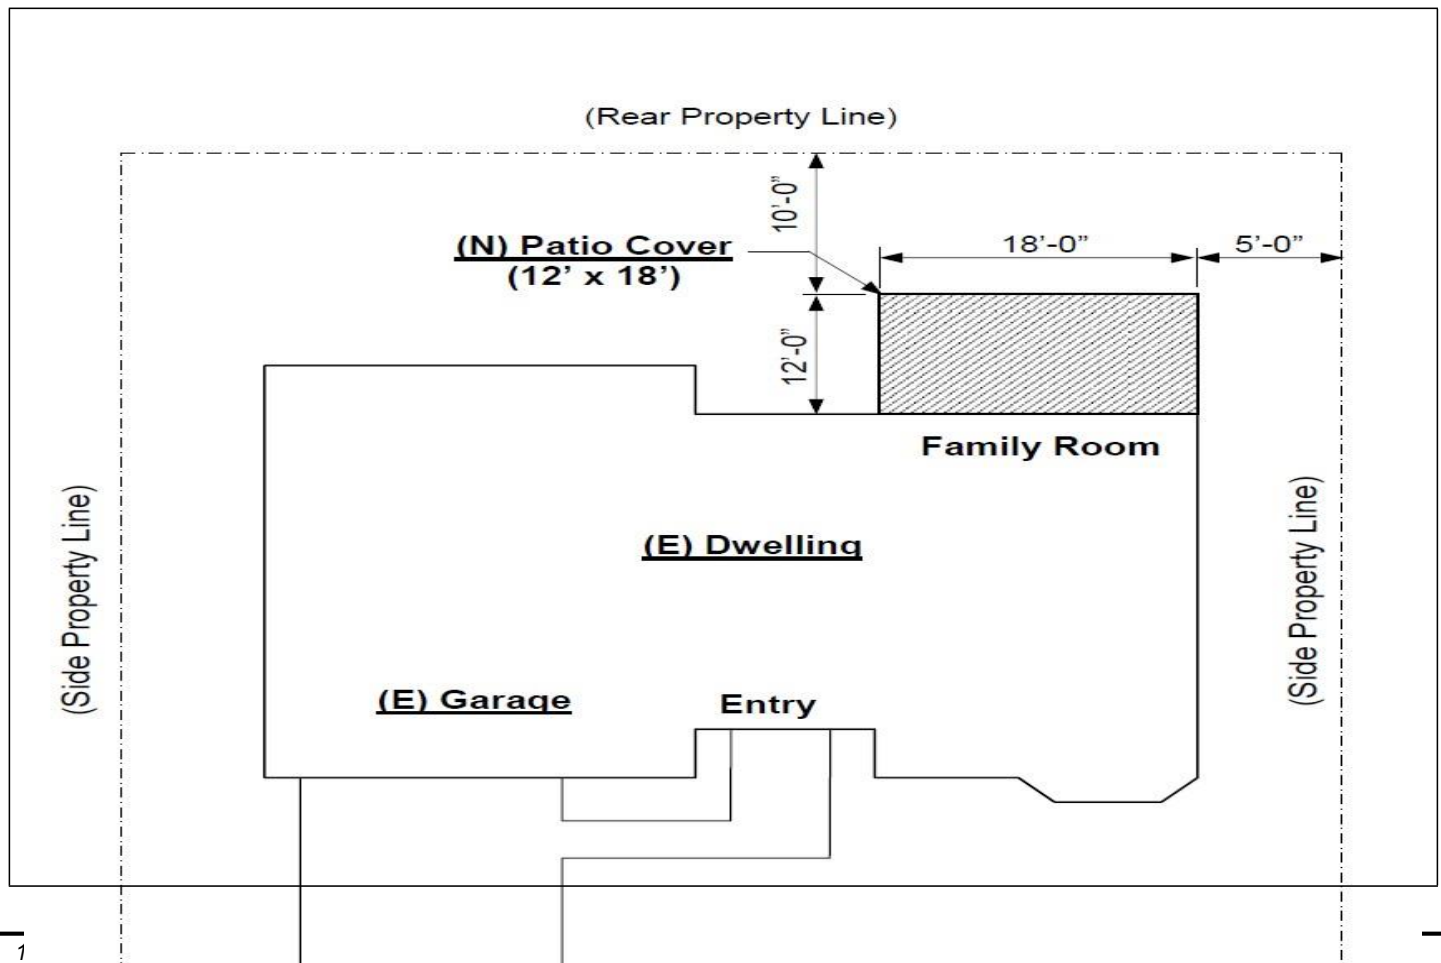 (Rear Property Line)
10’-0”
(N) Patio Cover
(12’ x 18’)
18’-0”
5’-0”
12’-0”
Family Room
(E) Dwelling
(Side Property Line)
(Side Property Line)
(E) Garage
Entry
1